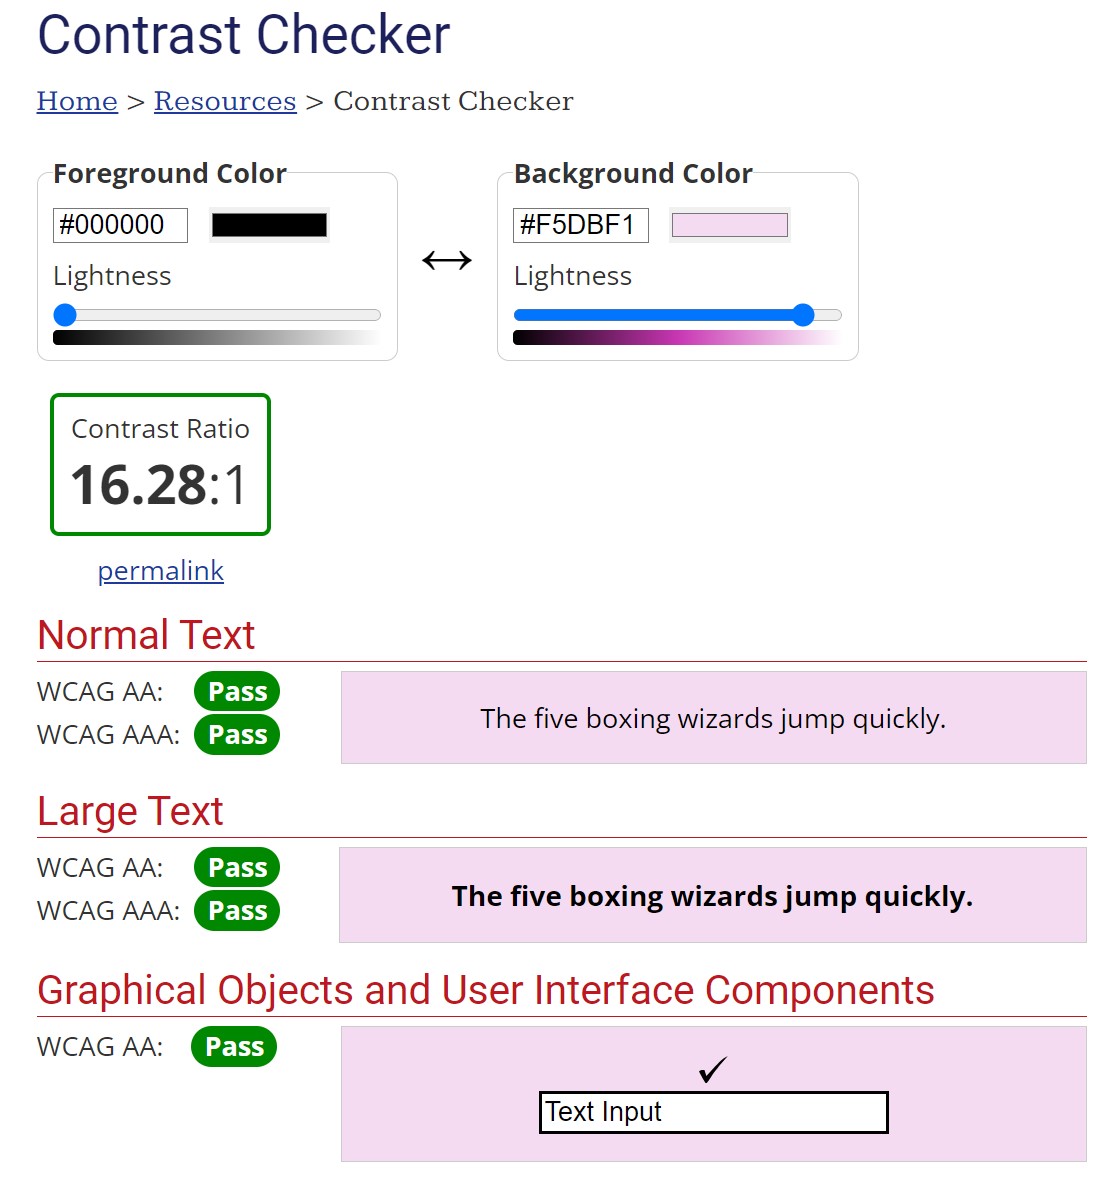 Contrast Checker
Home > Resources > Contrast Checker
Foreground Color
#000000
Lightness
Background Color
#F5DBF1
Lightness
Contrast Ratio
16.28:1
permalink
Normal Text
WCAG AA: Pass
WCAG AAA: Pass
The five boxing wizards jump quickly.
Large Text
WCAG AA: Pass
WCAG AAA: Pass
The five boxing wizards jump quickly.
Graphical Objects and User Interface Components
WCAG AA: Pass
Text Input